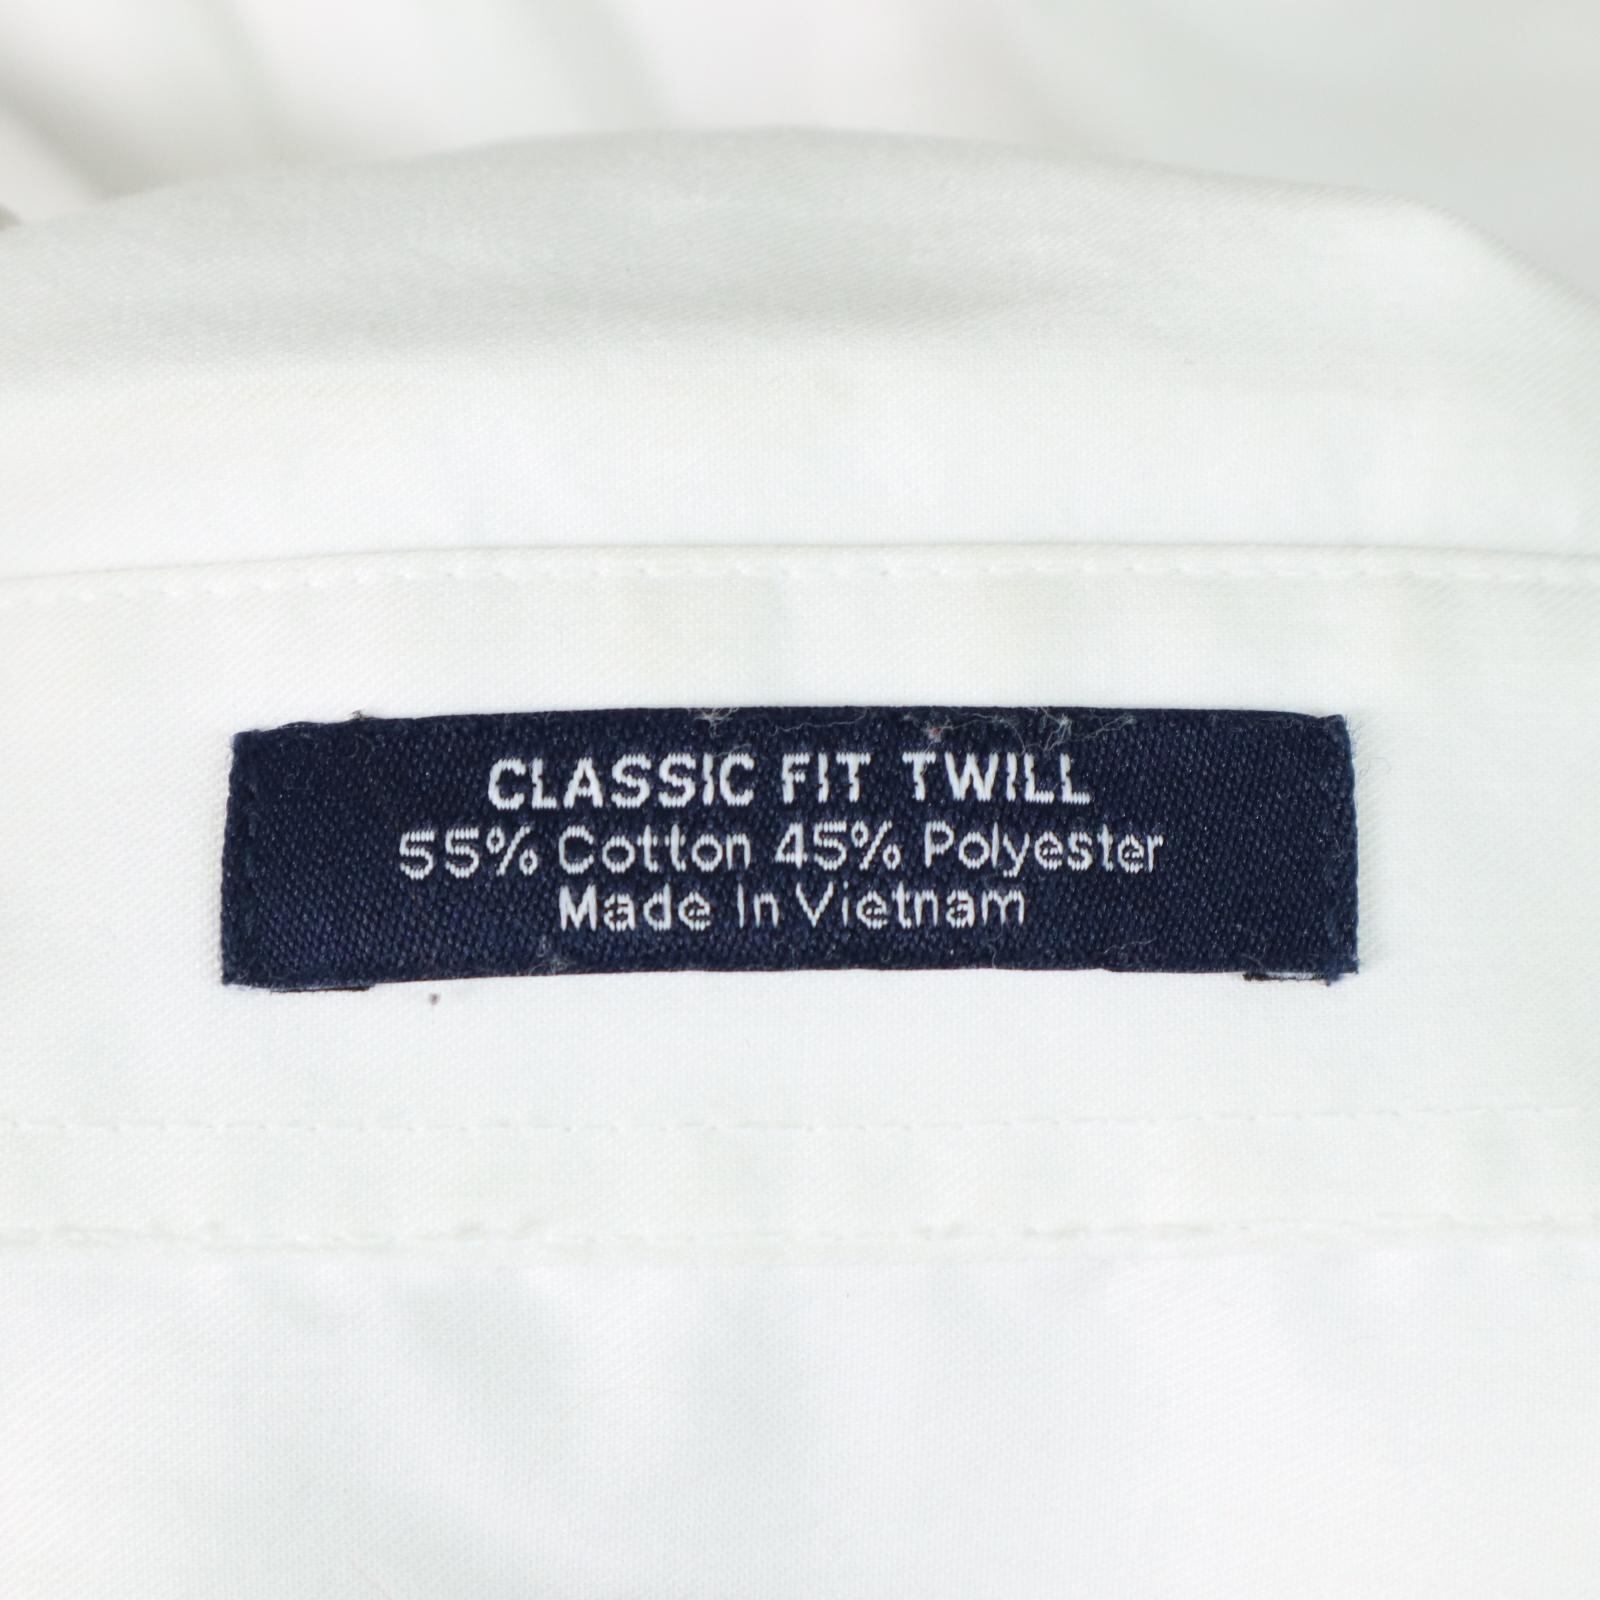 CLASSIC FIT TWILL
55% Cotton 45% Polyester
Made In Vietnam